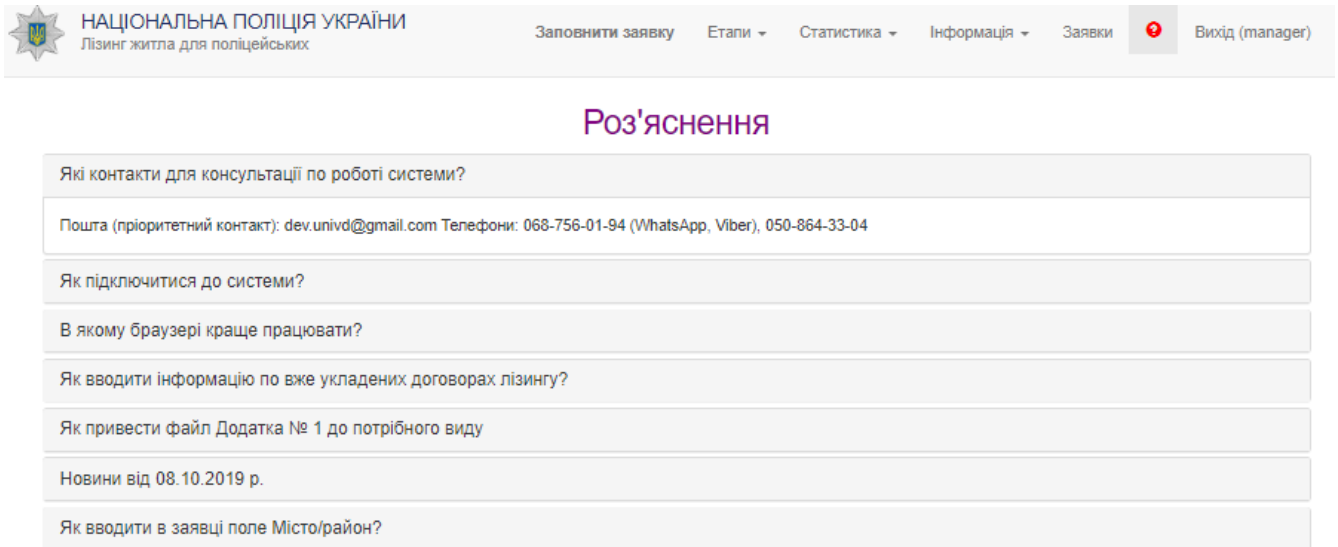 НАЦІОНАЛЬНА ПОЛІЦІЯ УКРАЇНИ
Лізинг житла для поліцейських
Заповнити заявку Етапи Статистика Інформація Заявки Вихід (manager)
Роз'яснення
Які контакти для консультації по роботі системи?
Пошта (пріоритетний контакт): dev.univd@gmail.com Телефони: 068-756-01-94 (WhatsApp, Viber), 050-864-33-04
Як підключитися до системи?
В якому браузері краще працювати?
Як вводити інформацію по вже укладених договорах лізингу?
Як привести файл Додатка № 1 до потрібного виду
Новини від 08.10.2019 р.
Як вводити в заявці поле Місто/район?